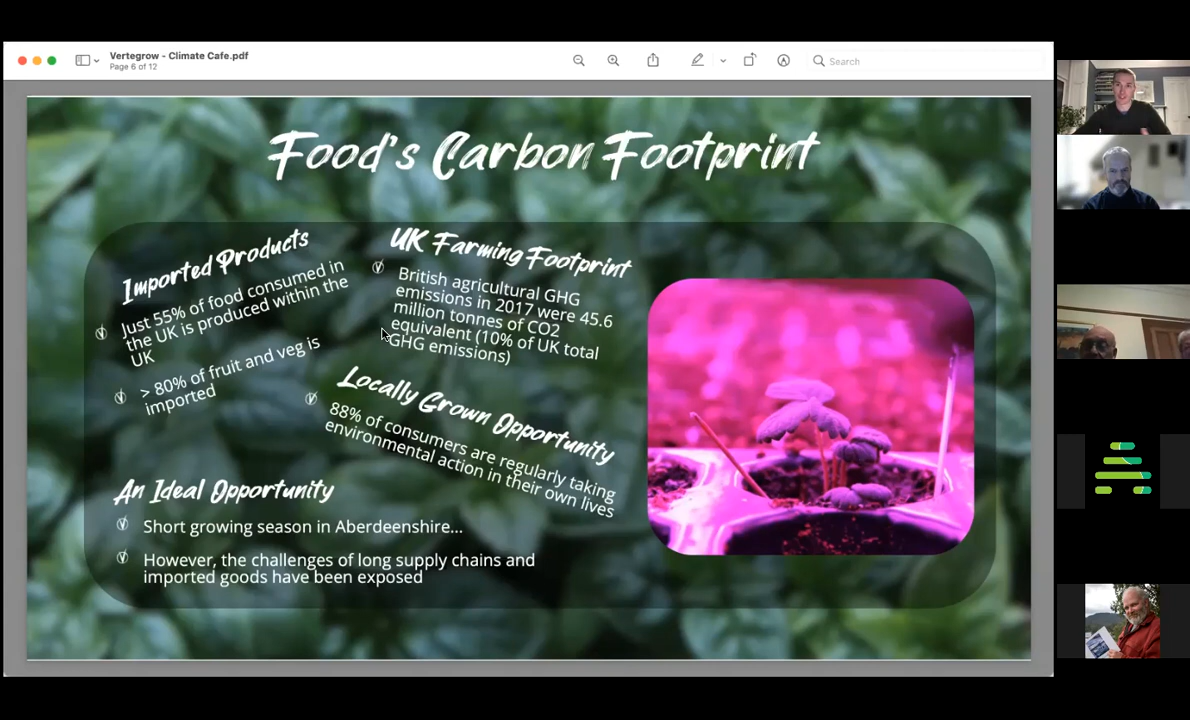 Vertegrow - Climate Cafe.pdf
Page 6 of 12
Search
Food's Carbon Footprint
Imported Products
Just 55% of food consumed in
the UK is produced within the
UK
> 80% of fruit and veg is
imported
UK Farming Footprint
British agricultural GHG
emissions in 2017 were 45.6
million tonnes of CO2
equivalent (10% of UK total
GHG emissions)
Locally Grown Opportunity
88% of consumers are regularly taking
environmental action in their own lives
An Ideal Opportunity
Short growing season in Aberdeenshire...
However, the challenges of long supply chains and
imported goods have been exposed